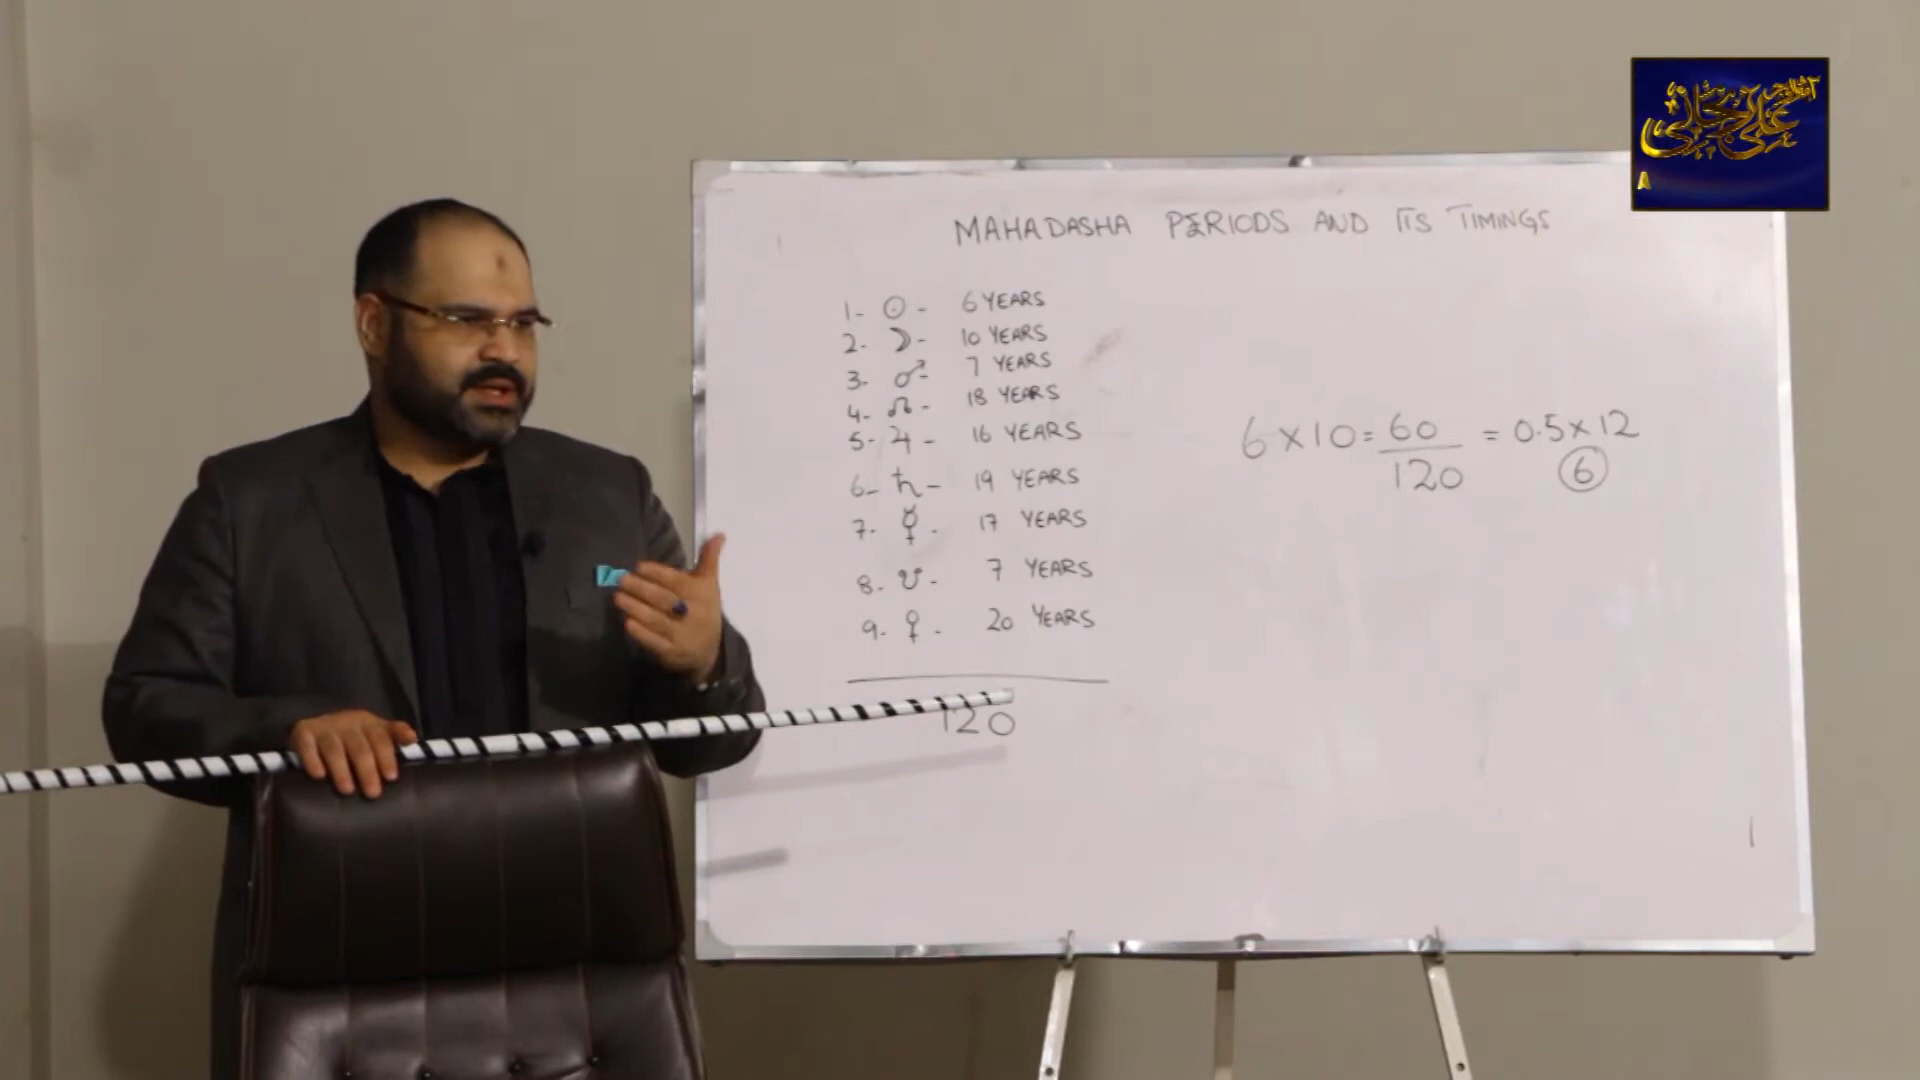 MAHADASHA PERIODS AND ITS TIMINGS
1- ☉ - 6 YEARS
2- ☽ - 10 YEARS
3- ♂ - 7 YEARS
4- ☊ - 18 YEARS
5- ♃ - 16 YEARS
6- ♄ - 19 YEARS
7- ☿ - 17 YEARS
8- ☋ - 7 YEARS
9- ♀ - 20 YEARS
120
6 x 10 = 60/120 = 0.5 x 12
6
A